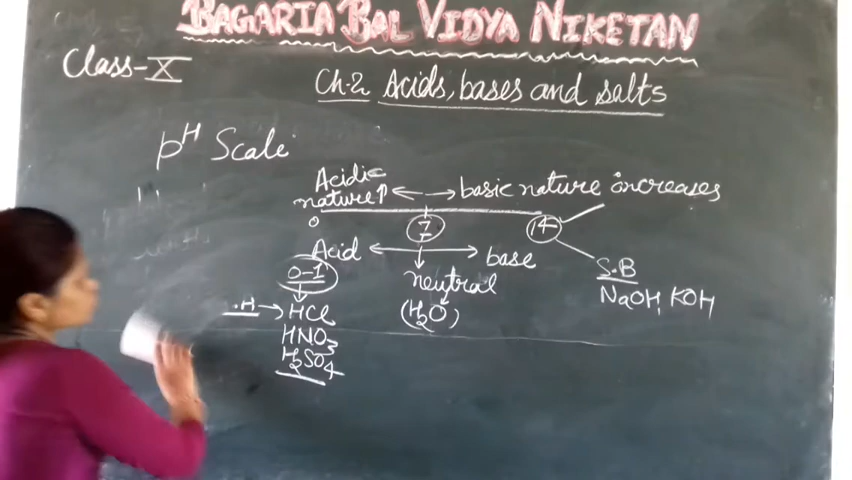 BAGARIA BAL VIDYA NIKETAN
Class-X
Ch-2 Acids, bases and salts
pH Scale
Acidic
nature↑ ←→ basic nature increases
0 7 14
Acid ← → base
0-1 neutral S.B
→ HCl (H2O) NaOH, KOH
HNO3
H2SO4